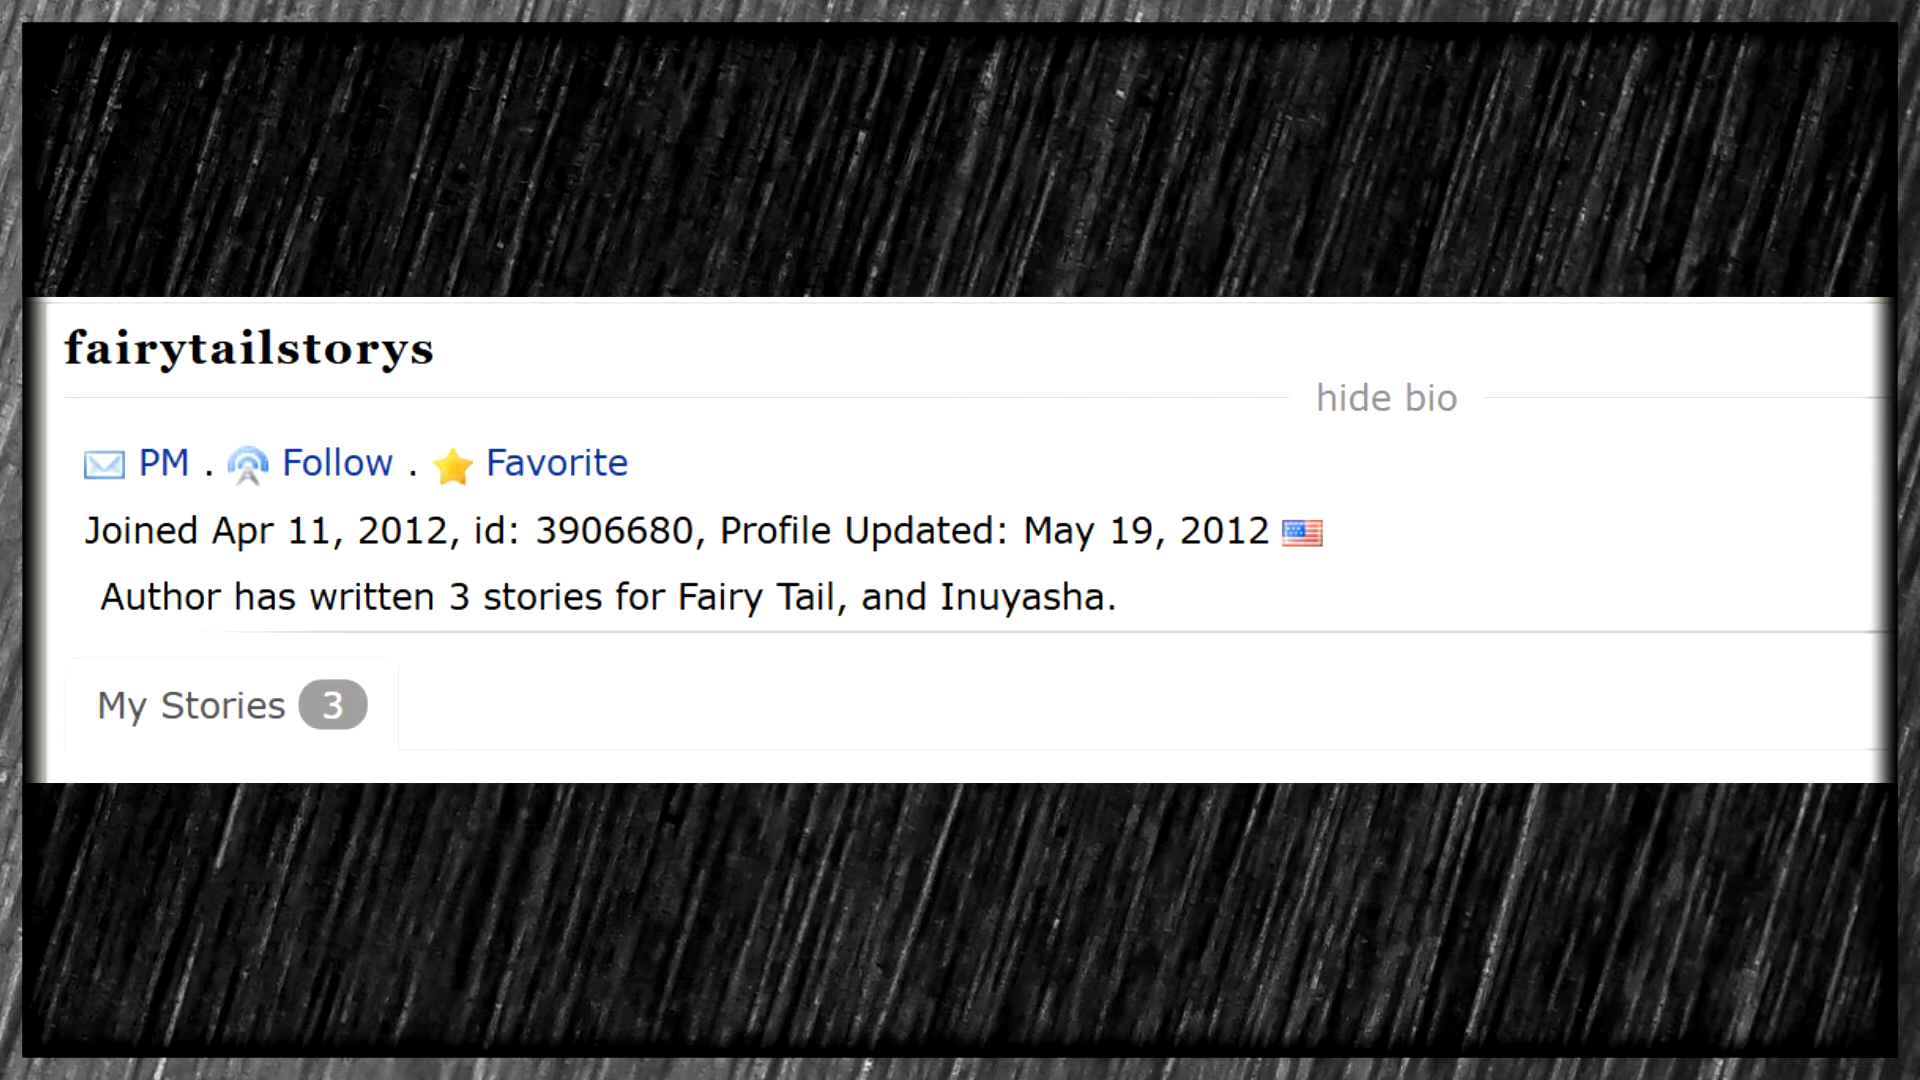 fairytailstorys
hide bio
PM . Follow . Favorite
Joined Apr 11, 2012, id: 3906680, Profile Updated: May 19, 2012
Author has written 3 stories for Fairy Tail, and Inuyasha.
My Stories 3